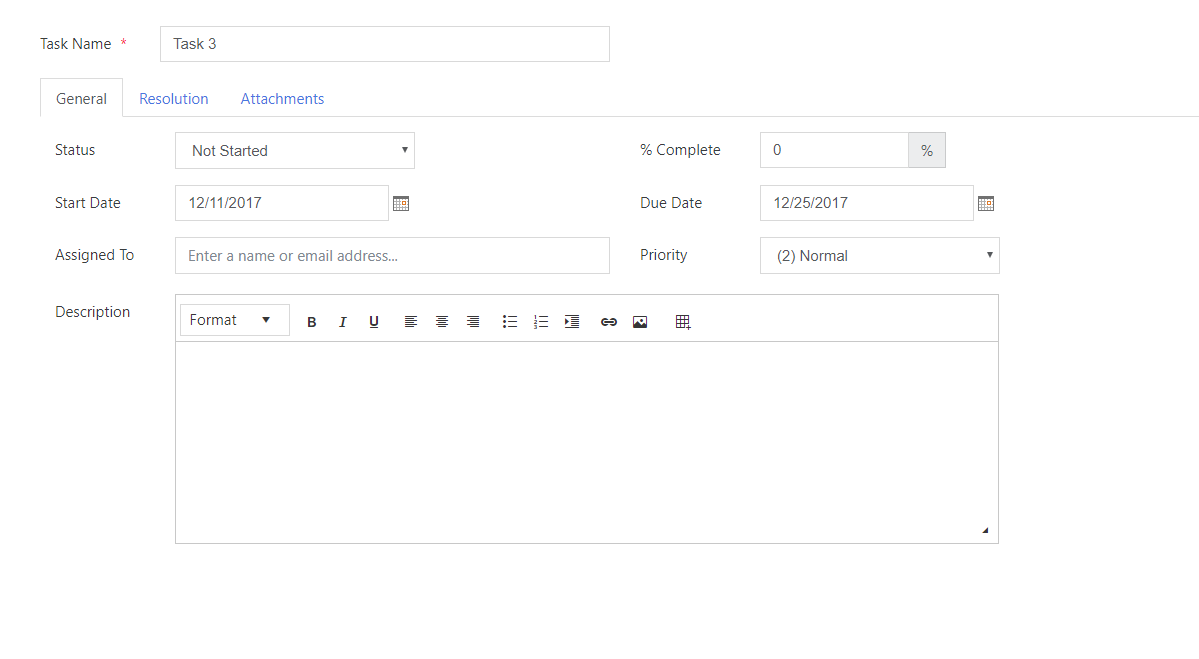 Task Name * Task 3
General Resolution Attachments
Status Not Started % Complete 0 %
Start Date 12/11/2017 Due Date 12/25/2017
Assigned To Enter a name or email address... Priority (2) Normal
Description
Format B I U